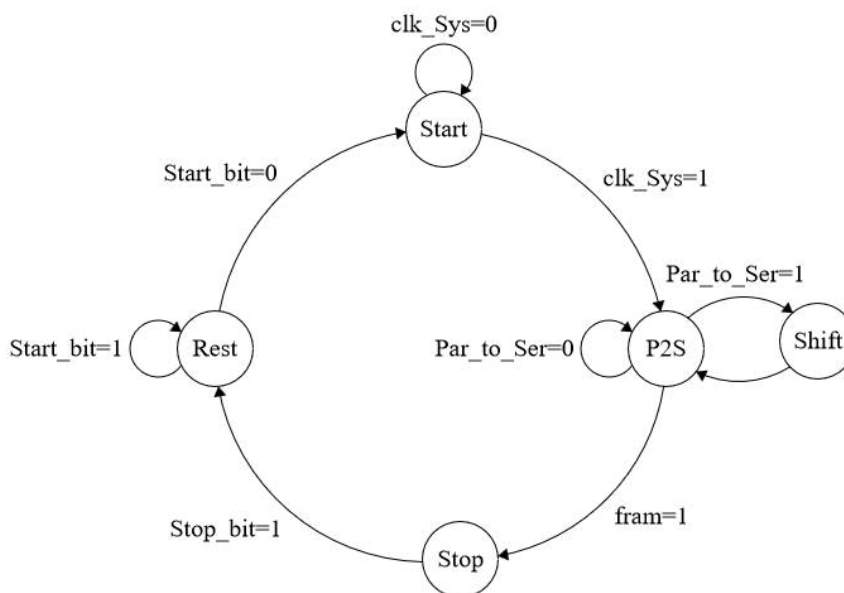 clk_Sys=0
Start
Start_bit=0
clk_Sys=1
Par_to_Ser=1
Start_bit=1
Rest
Par_to_Ser=0
P2S
Shift
Stop_bit=1
fram=1
Stop